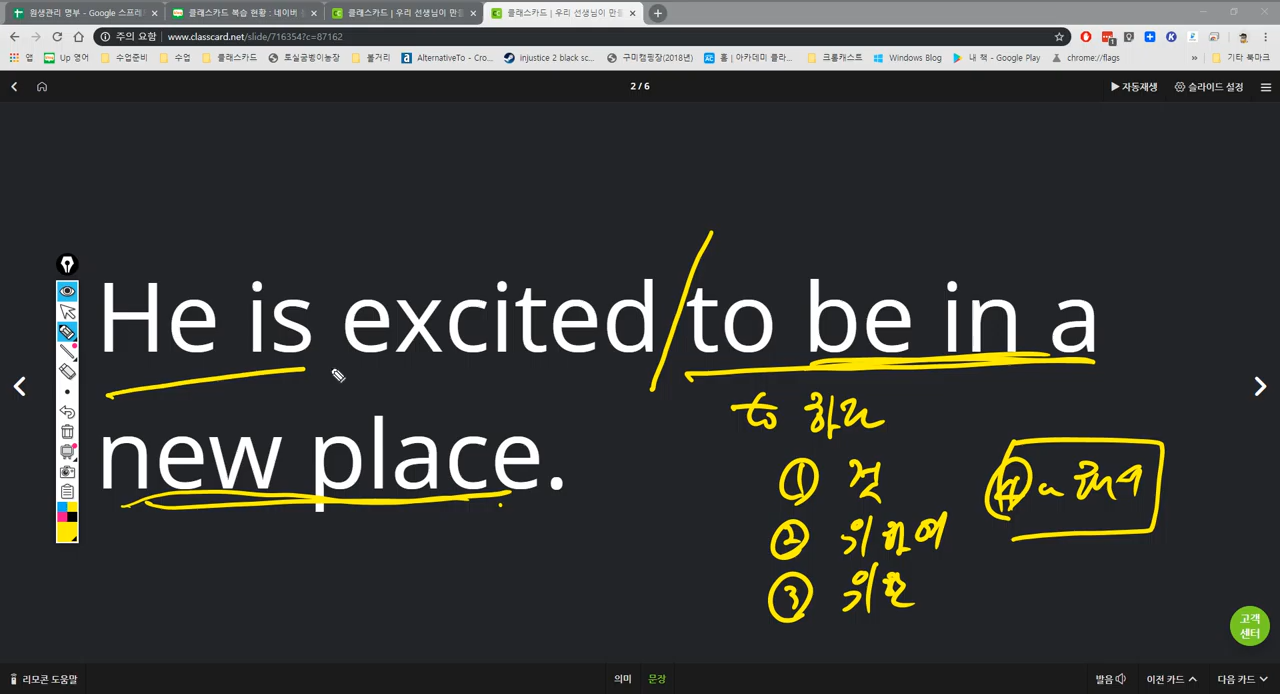 원생관리 명부 - Google 스프레
클래스카드 복습 현황 : 네이버
클래스카드 | 우리 선생님이 만든
클래스카드 | 우리 선생님이 만들
주의 요함 | www.classcard.net/slide/716354?c=87162
앱 Up 영어 수업준비 수업 클래스카드 토실공병이농장 볼거리 AlternativeTo - Cro... Injustice 2 black sc... 구미캠핑장(2018년) 홈 | 아카데미 클라... 크롬캐스트 Windows Blog 내 책 - Google Play chrome://flags » 기타 북마크
2 / 6
▶ 자동재생 슬라이드 설정
He is excited to be in a
new place.
to 하다
① 것
② 위하여
③ 위한
④ ~
고객
센터
리모콘 도움말 의미 문장 발음 이전 카드 다음 카드